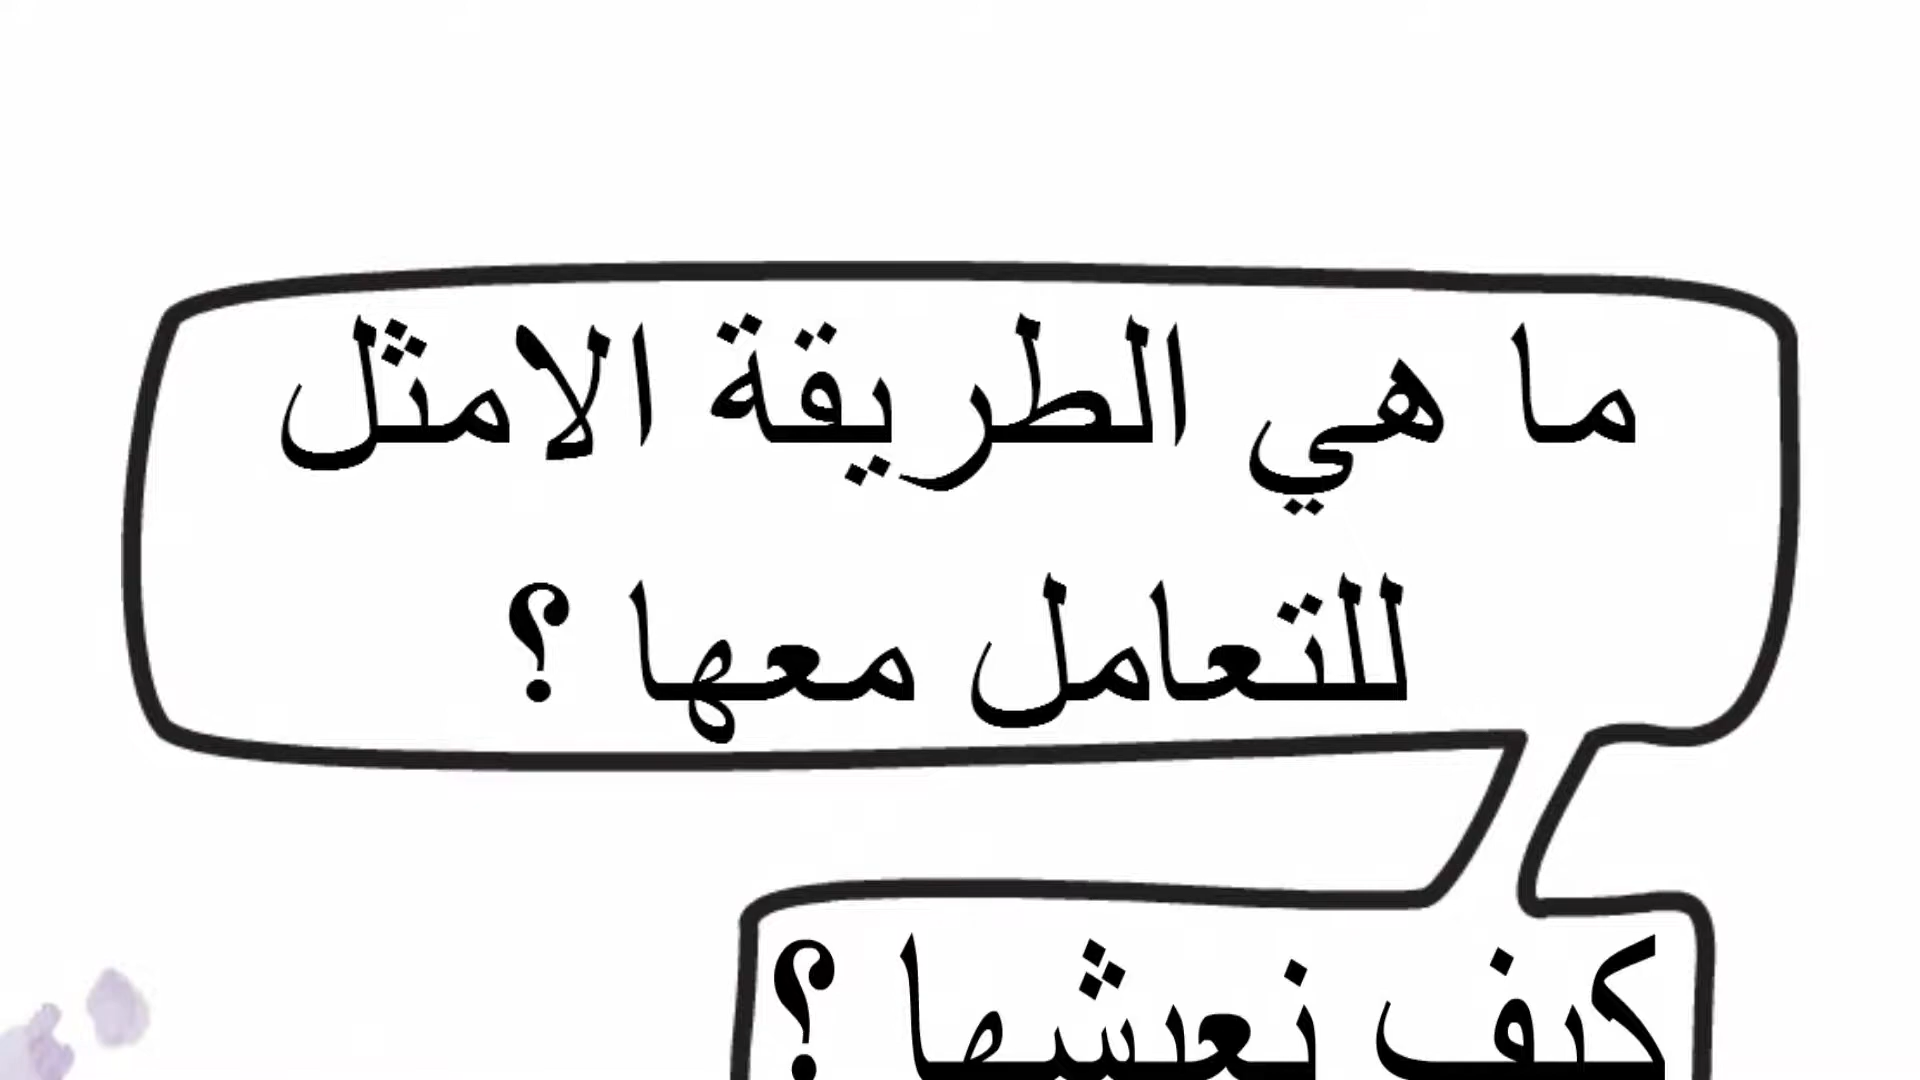 ما هي الطريقة الامثل
للتعامل معها ؟
كيف نعيشها ؟